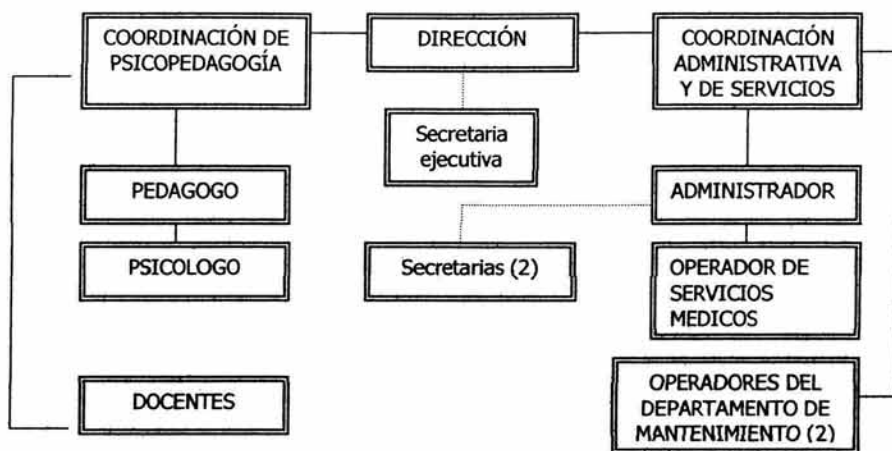 COORDINACIÓN DE
PSICOPEDAGOGÍA
DIRECCIÓN
COORDINACIÓN
ADMINISTRATIVA
Y DE SERVICIOS
Secretaria
ejecutiva
PEDAGOGO
ADMINISTRADOR
PSICOLOGO
Secretarias (2)
OPERADOR DE
SERVICIOS
MEDICOS
DOCENTES
OPERADORES DEL
DEPARTAMENTO DE
MANTENIMIENTO (2)